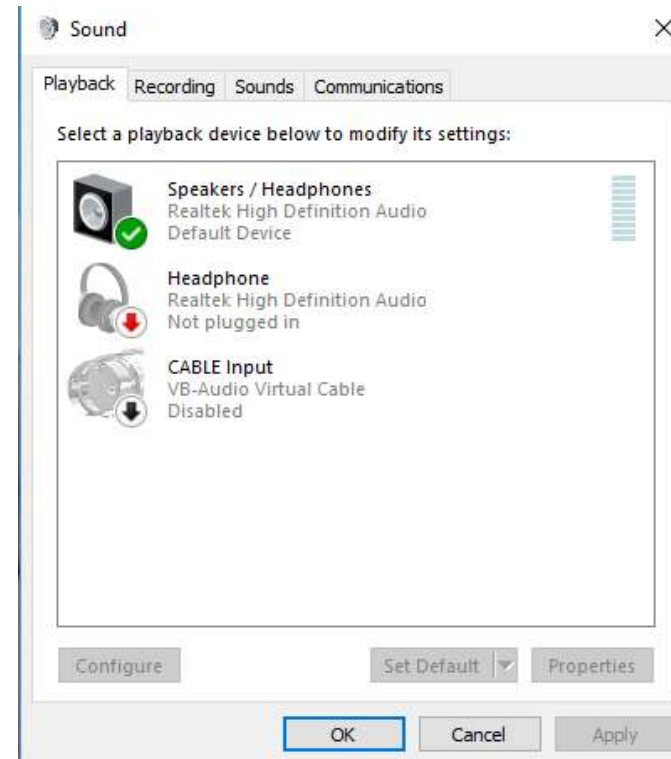 Sound
Playback Recording Sounds Communications
Select a playback device below to modify its settings:
Speakers / Headphones
Realtek High Definition Audio
Default Device
Headphone
Realtek High Definition Audio
Not plugged in
CABLE Input
VB-Audio Virtual Cable
Disabled
Configure Set Default Properties
OK Cancel Apply